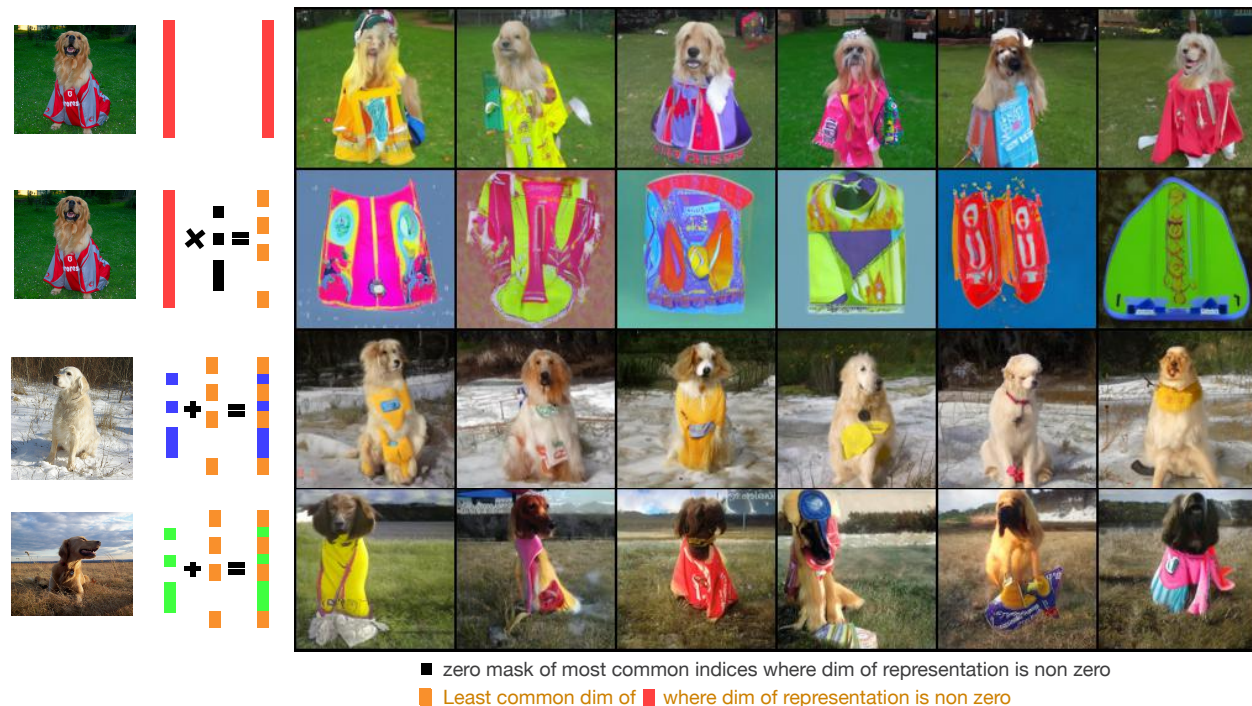 zero mask of most common indices where dim of representation is non zero
Least common dim of where dim of representation is non zero